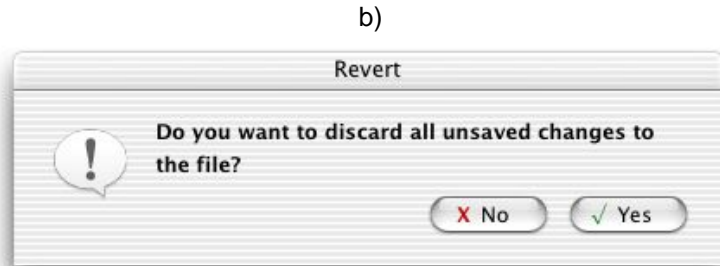 b)
Revert
Do you want to discard all unsaved changes to
the file?
X No √ Yes